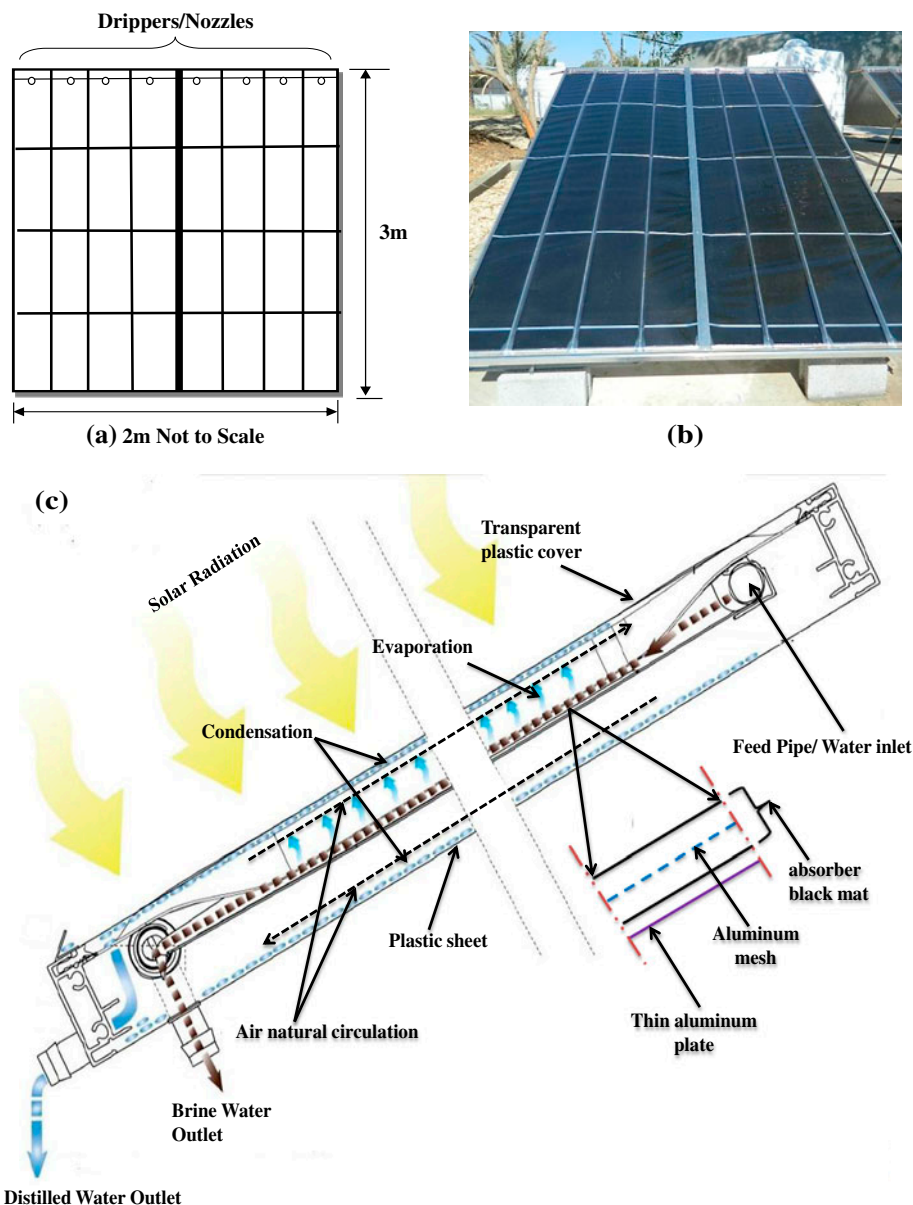 Drippers/Nozzles
3m
(a) 2m Not to Scale
(b)
(c)
Solar Radiation
Transparent
plastic cover
Evaporation
Condensation
Feed Pipe/ Water inlet
absorber
black mat
Plastic sheet
Aluminum
mesh
Air natural circulation
Thin aluminum
plate
Brine Water
Outlet
Distilled Water Outlet